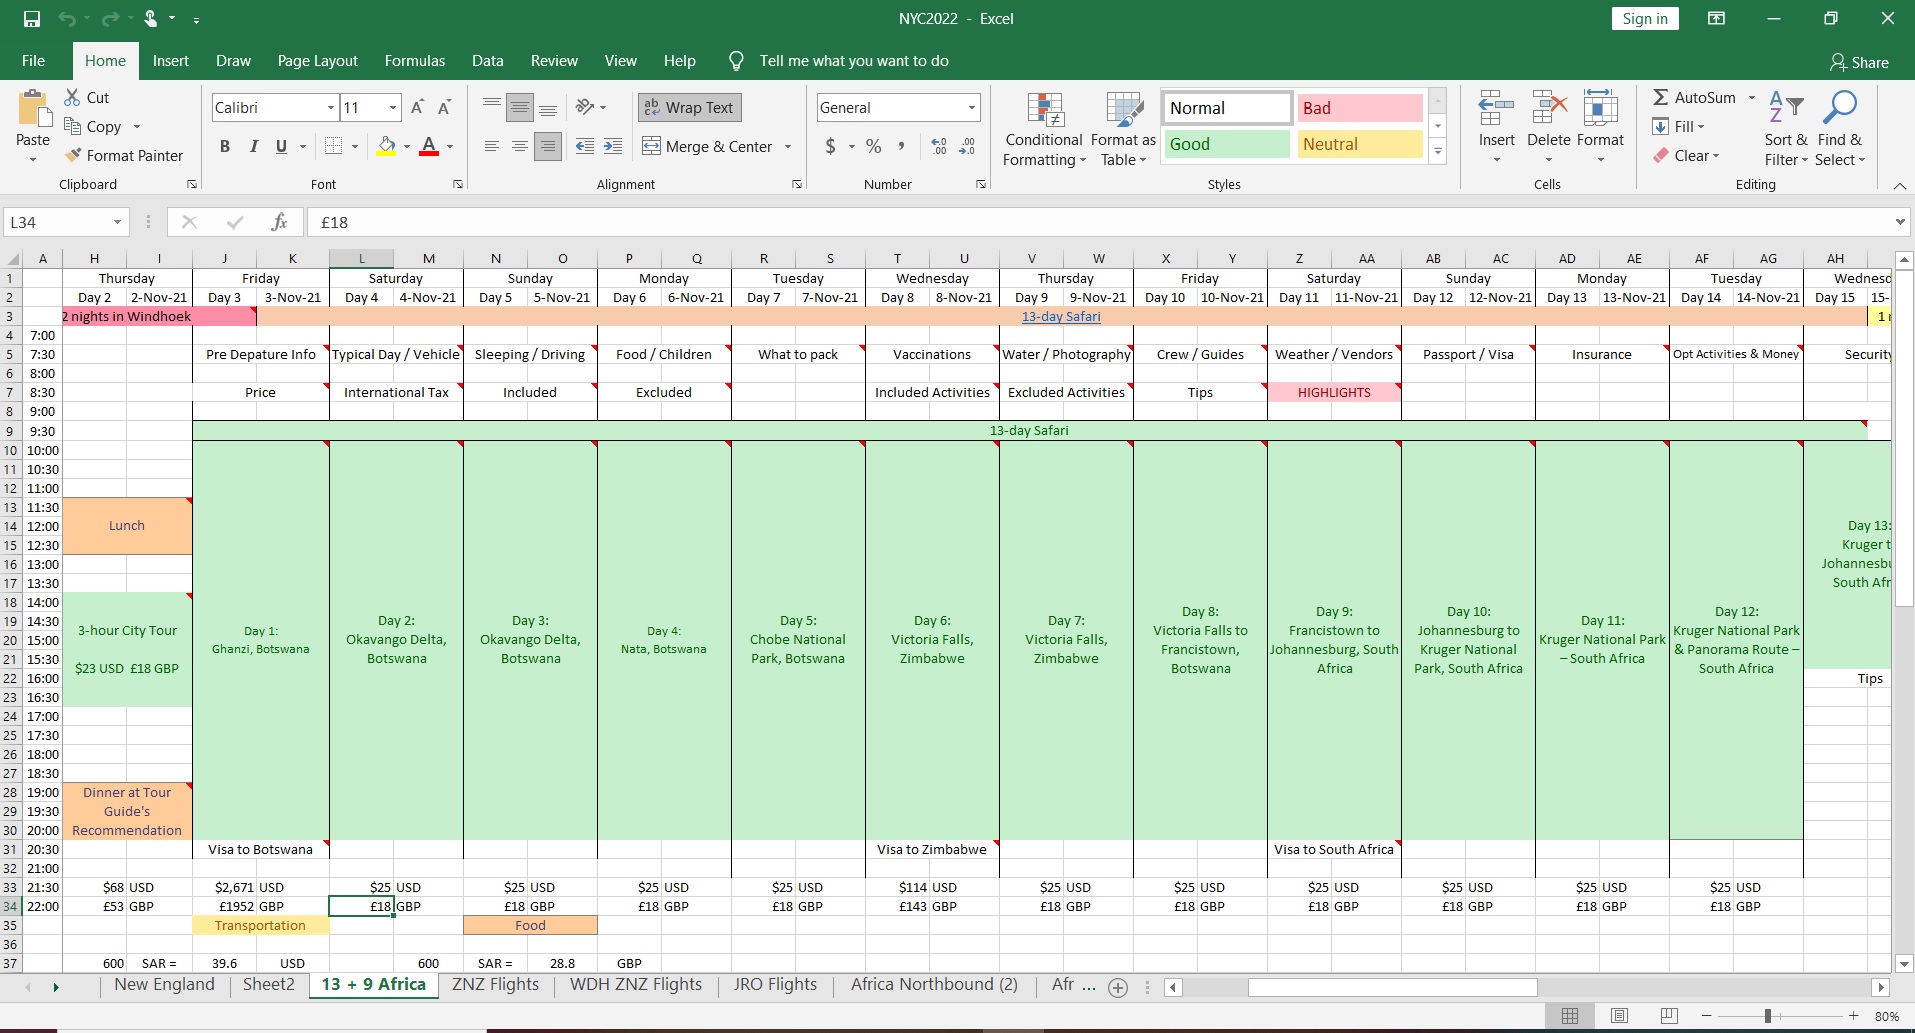 NYC2022 - Excel
Sign in
File Home Insert Draw Page Layout Formulas Data Review View Help Tell me what you want to do Share
Paste Cut Copy Format Painter Clipboard
Calibri 11 B I U Font
Wrap Text Merge & Center Alignment
General $ % , Number
Conditional Formatting Format as Table
Normal Bad Good Neutral Styles
Insert Delete Format Cells
AutoSum Fill Clear Sort & Filter Find & Select Editing
L34 fx £18
A H I J K L M N O P Q R S T U V W X Y Z AA AB AC AD AE AF AG AH
1 Thursday Friday Saturday Sunday Monday Tuesday Wednesday Thursday Friday Saturday Sunday Monday Tuesday Wednesd
2 Day 2 2-Nov-21 Day 3 3-Nov-21 Day 4 4-Nov-21 Day 5 5-Nov-21 Day 6 6-Nov-21 Day 7 7-Nov-21 Day 8 8-Nov-21 Day 9 9-Nov-21 Day 10 10-Nov-21 Day 11 11-Nov-21 Day 12 12-Nov-21 Day 13 13-Nov-21 Day 14 14-Nov-21 Day 15 15-
3 2 nights in Windhoek 13-day Safari 1
4 7:00
5 7:30 Pre Depature Info Typical Day / Vehicle Sleeping / Driving Food / Children What to pack Vaccinations Water / Photography Crew / Guides Weather / Vendors Passport / Visa Insurance Opt Activities & Money Security
6 8:00
7 8:30 Price International Tax Included Excluded Included Activities Excluded Activities Tips HIGHLIGHTS
8 9:00
9 9:30 13-day Safari
10 10:00
11 10:30
12 11:00
13 11:30
14 12:00 Lunch
15 12:30
16 13:00
17 13:30
18 14:00
19 14:30
20 15:00
21 15:30
22 16:00
23 16:30
24 17:00
25 17:30
26 18:00
27 18:30
28 19:00
29 19:30
30 20:00
3-hour City Tour
$23 USD £18 GBP
Dinner at Tour
Guide's
Recommendation
Day 1:
Ghanzi, Botswana
Day 2:
Okavango Delta,
Botswana
Day 3:
Okavango Delta,
Botswana
Day 4:
Nata, Botswana
Day 5:
Chobe National
Park, Botswana
Day 6:
Victoria Falls,
Zimbabwe
Day 7:
Victoria Falls,
Zimbabwe
Day 8:
Victoria Falls to
Francistown,
Botswana
Day 9:
Francistown to
Johannesburg, South
Africa
Day 10:
Johannesburg to
Kruger National
Park, South Africa
Day 11:
Kruger National Park
– South Africa
Day 12:
Kruger National Park
& Panorama Route –
South Africa
Day 13:
Kruger t
Johannesbu
South Afr
Tips
31 20:30 Visa to Botswana Visa to Zimbabwe Visa to South Africa
32 21:00
33 21:30 $68 USD $2,671 USD $25 USD $25 USD $25 USD $25 USD $114 USD $25 USD $25 USD $25 USD $25 USD $25 USD $25 USD
34 22:00 £53 GBP £1952 GBP £18 GBP £18 GBP £18 GBP £18 GBP £143 GBP £18 GBP £18 GBP £18 GBP £18 GBP £18 GBP £18 GBP
35 Transportation Food
36
37 600 SAR = 39.6 USD 600 SAR = 28.8 GBP
New England Sheet2 13 + 9 Africa ZNZ Flights WDH ZNZ Flights JRO Flights Africa Northbound (2) Afr ...
80%